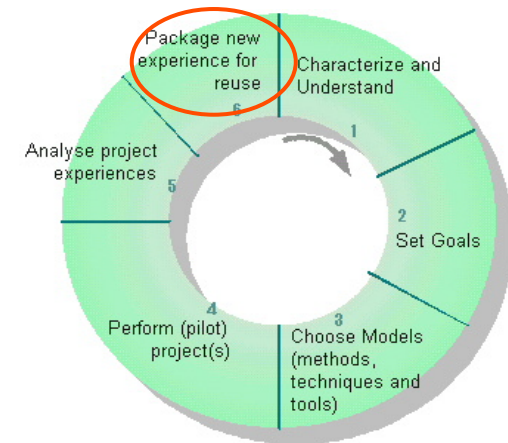 Package new
experience for
reuse
6
Characterize and
Understand
1
2
Set Goals
3
Choose Models
(methods,
techniques and
tools)
4
Perform (pilot)
project(s)
Analyse project
experiences
5